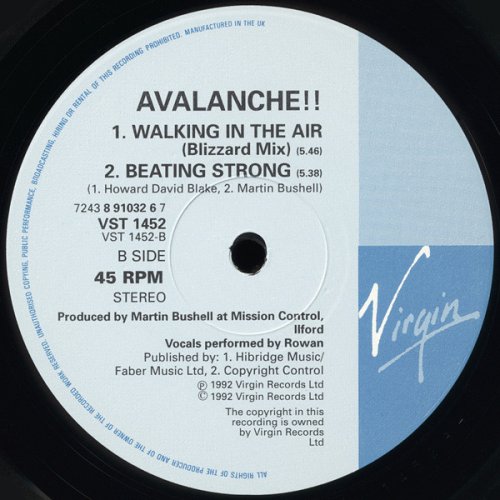 AVALANCHE!!
1. WALKING IN THE AIR
(Blizzard Mix) (5.46)
2. BEATING STRONG (5.38)
(1. Howard David Blake, 2. Martin Bushell)
7243 8 91032 6 7
VST 1452
VST 1452-B
B SIDE
45 RPM
STEREO
Produced by Martin Bushell at Mission Control,
Ilford
Vocals performed by Rowan
Published by: 1. Hibridge Music/
Faber Music Ltd, 2. Copyright Control
℗ 1992 Virgin Records Ltd
© 1992 Virgin Records Ltd
The copyright in this
recording is owned
by Virgin Records
Ltd
Virgin
ALL RIGHTS OF THE PRODUCER AND OF THE OWNER OF THE RECORDED WORK RESERVED. UNAUTHORISED COPYING, PUBLIC PERFORMANCE, BROADCASTING, HIRING OR RENTAL OF THIS RECORDING PROHIBITED. MANUFACTURED IN THE UK